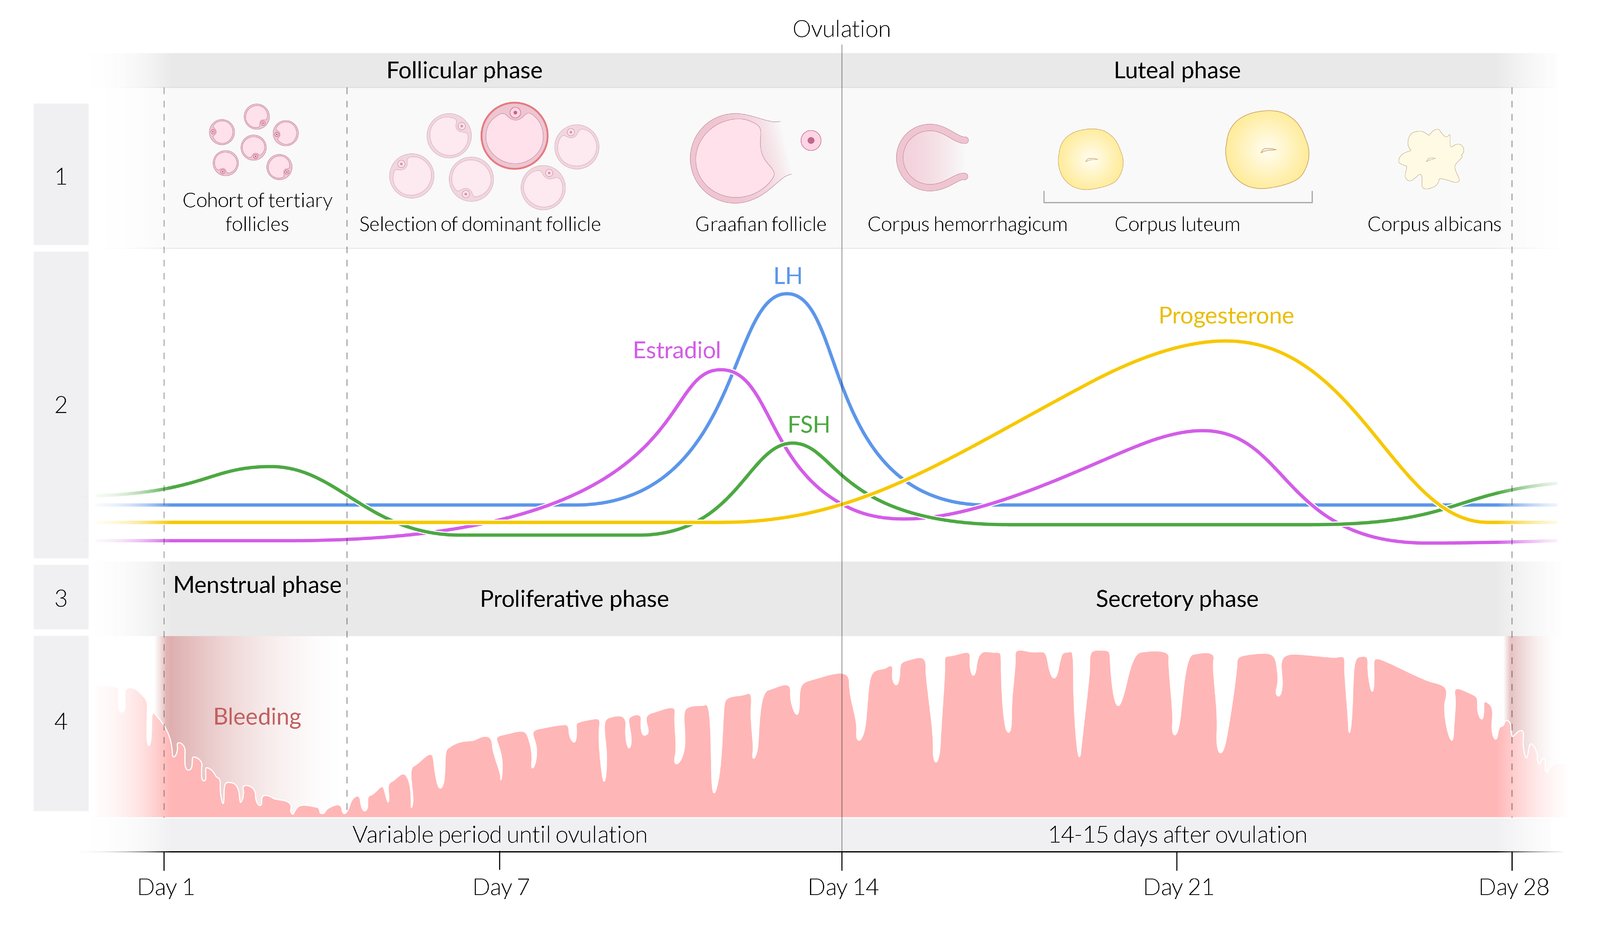 Ovulation
Follicular phase
Luteal phase
1
Cohort of tertiary
follicles
Selection of dominant follicle
Graafian follicle
Corpus hemorrhagicum
Corpus luteum
Corpus albicans
2
LH
Estradiol
FSH
Progesterone
3
Menstrual phase
Proliferative phase
Secretory phase
4
Bleeding
Variable period until ovulation
14-15 days after ovulation
Day 1
Day 7
Day 14
Day 21
Day 28